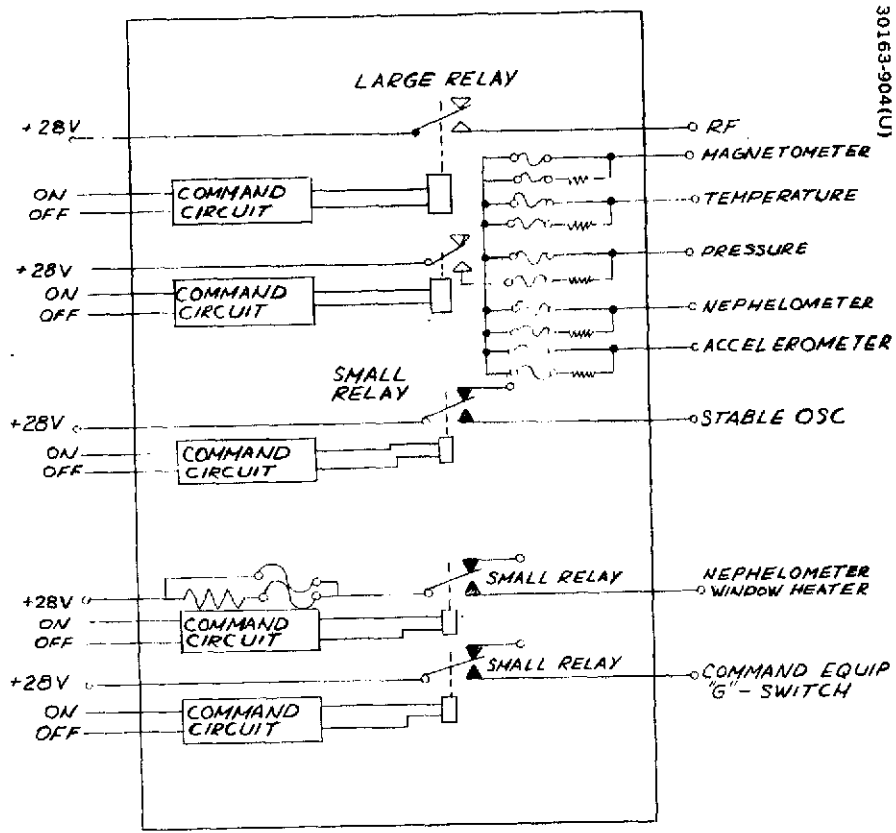 30163-904(U)
LARGE RELAY
+28V
RF
MAGNETOMETER
ON
OFF
COMMAND
CIRCUIT
TEMPERATURE
+28V
PRESSURE
ON
OFF
COMMAND
CIRCUIT
NEPHELOMETER
ACCELEROMETER
SMALL
RELAY
+28V
STABLE OSC
ON
OFF
COMMAND
CIRCUIT
+28V
SMALL RELAY
NEPHELOMETER
WINDOW HEATER
ON
OFF
COMMAND
CIRCUIT
+28V
SMALL RELAY
COMMAND EQUIP
"G"- SWITCH
ON
OFF
COMMAND
CIRCUIT